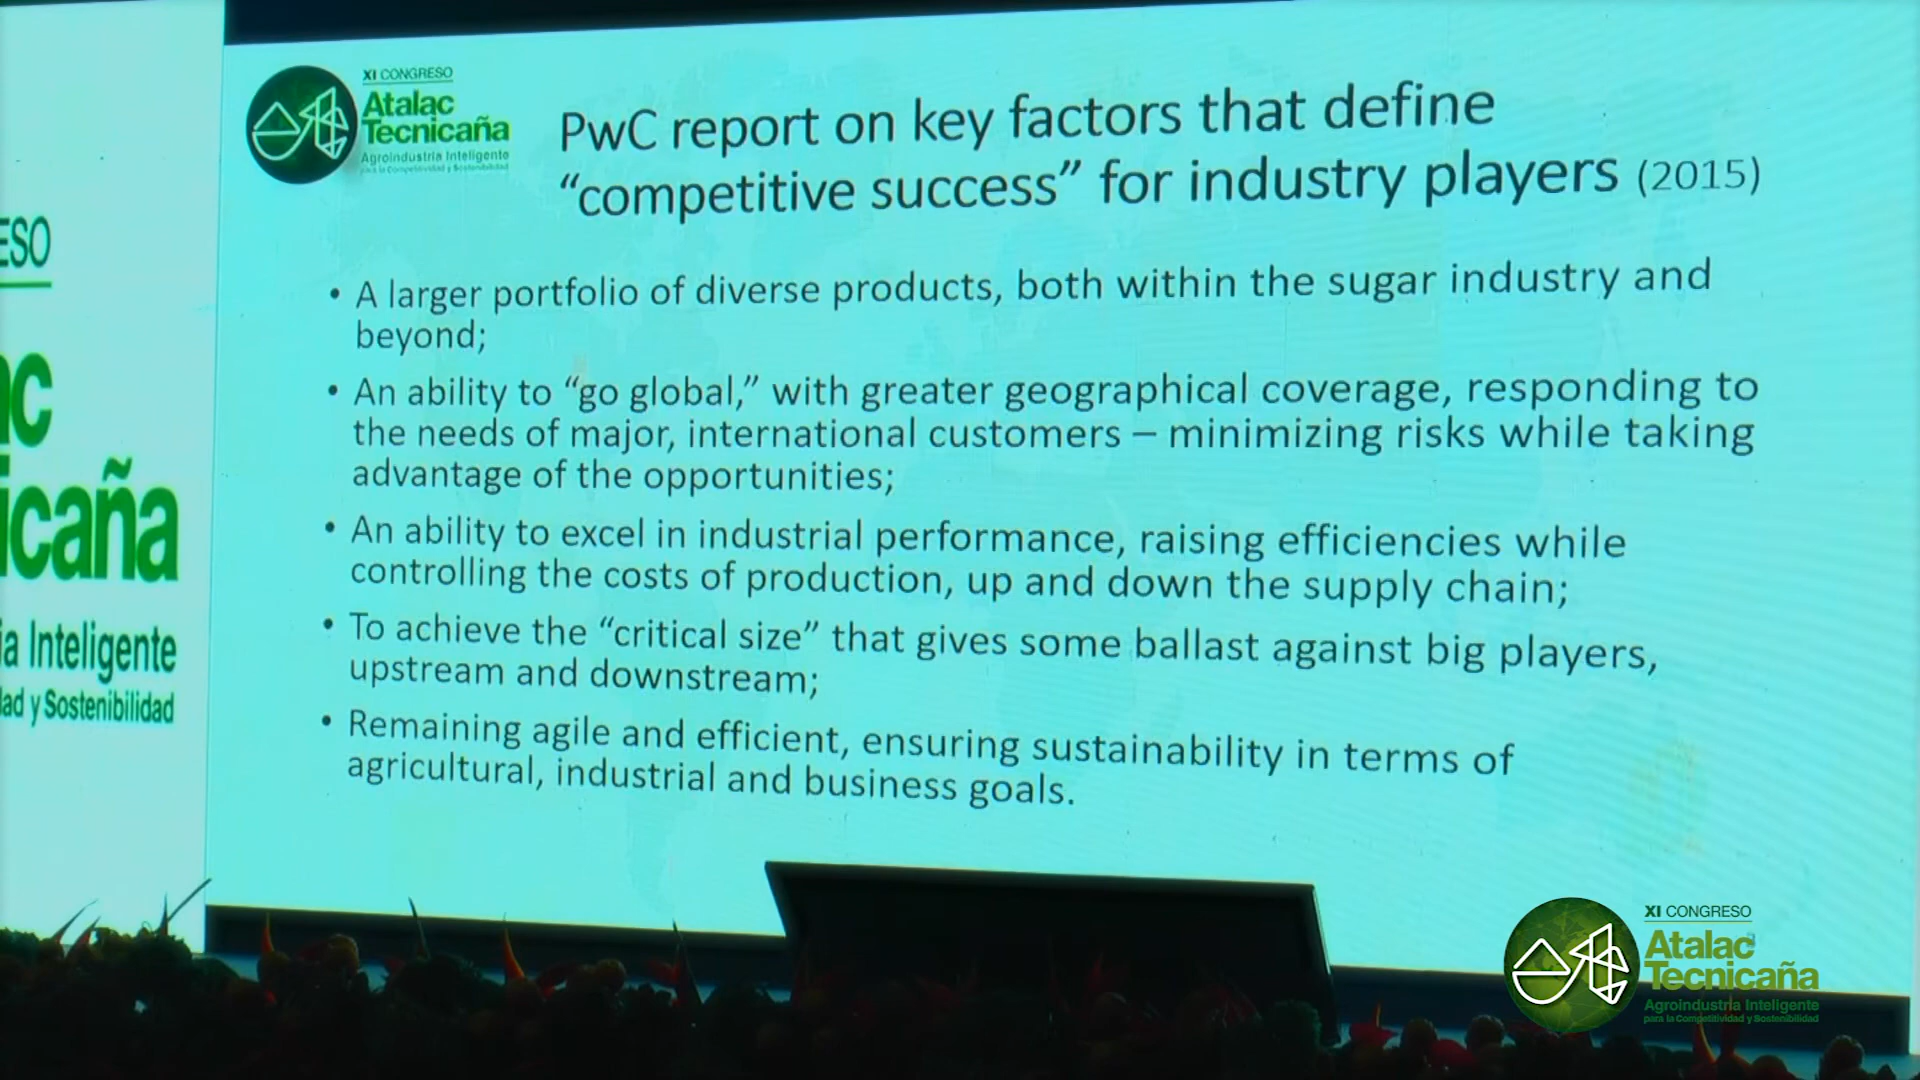 XI CONGRESO
Atalac
Tecnicaña
Agroindustria Inteligente
para la Competitividad y Sostenibilidad
PwC report on key factors that define
“competitive success” for industry players (2015)
• A larger portfolio of diverse products, both within the sugar industry and
beyond;
• An ability to “go global,” with greater geographical coverage, responding to
the needs of major, international customers – minimizing risks while taking
advantage of the opportunities;
• An ability to excel in industrial performance, raising efficiencies while
controlling the costs of production, up and down the supply chain;
• To achieve the “critical size” that gives some ballast against big players,
upstream and downstream;
• Remaining agile and efficient, ensuring sustainability in terms of
agricultural, industrial and business goals.
ESO
ac
icaña
ia Inteligente
dad y Sostenibilidad
XI CONGRESO
Atalac
Tecnicaña
Agroindustria Inteligente
para la Competitividad y Sostenibilidad